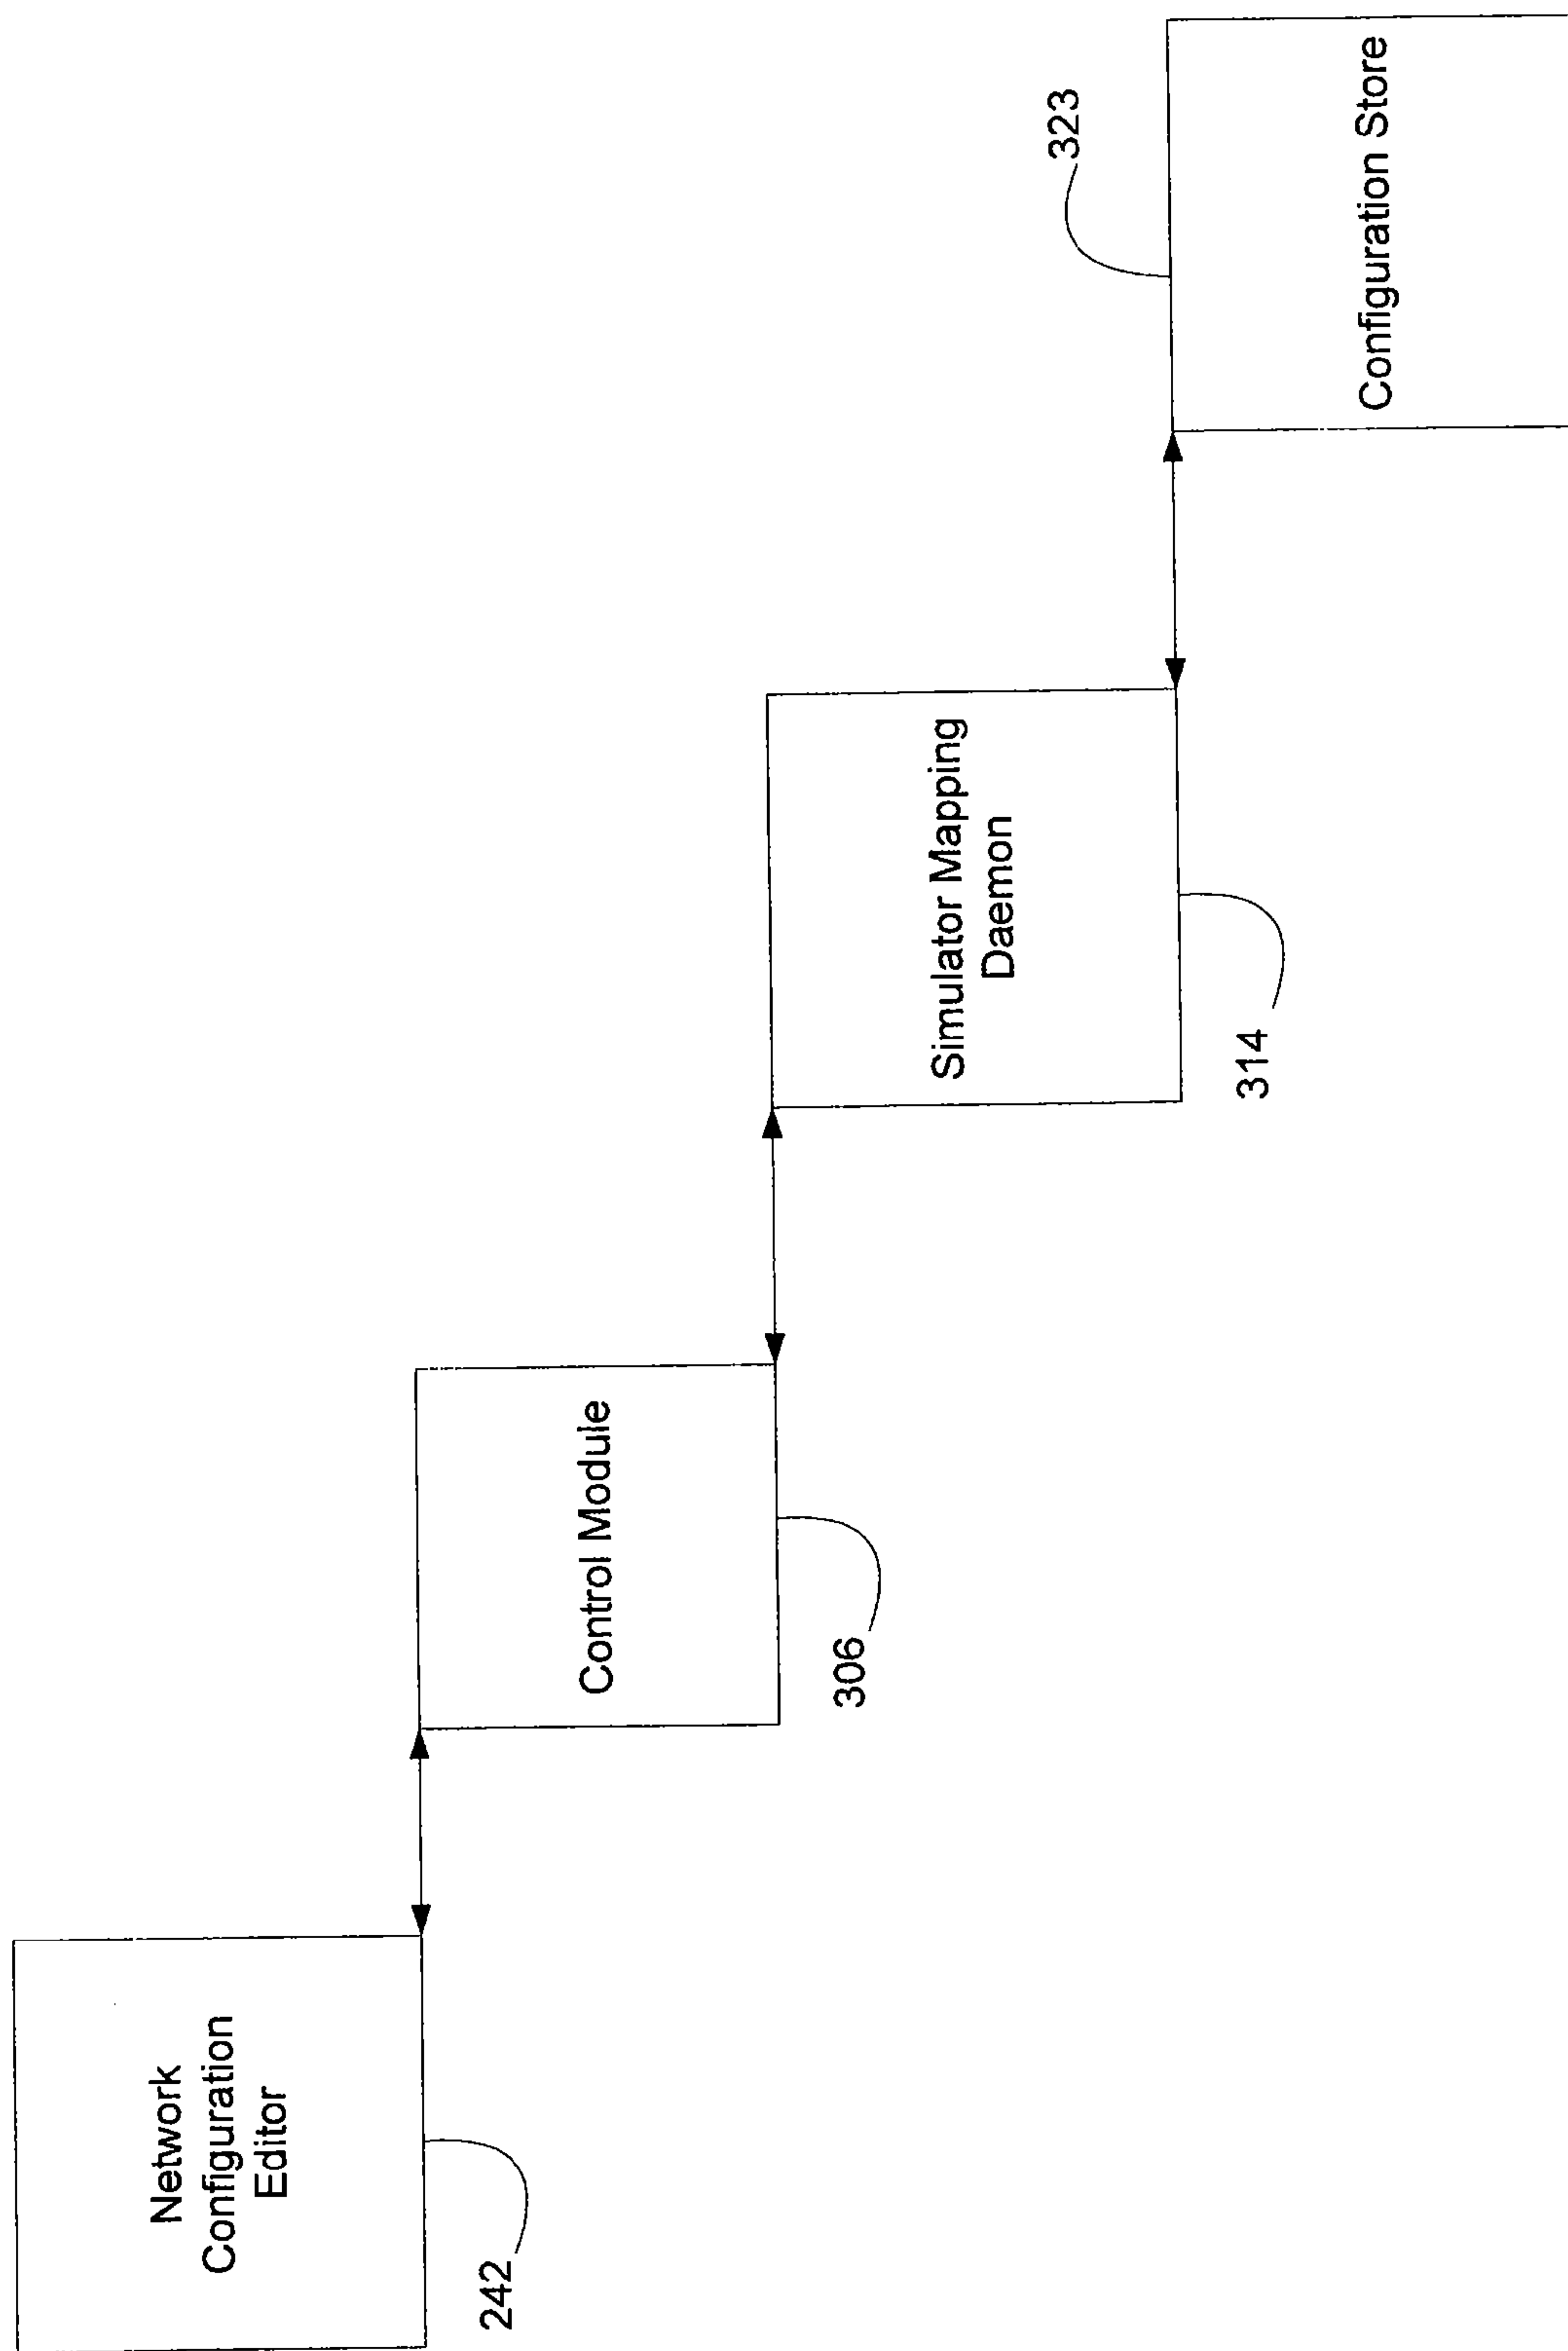 Network
Configuration
Editor
242
Control Module
306
Simulator Mapping
Daemon
314
323
Configuration Store